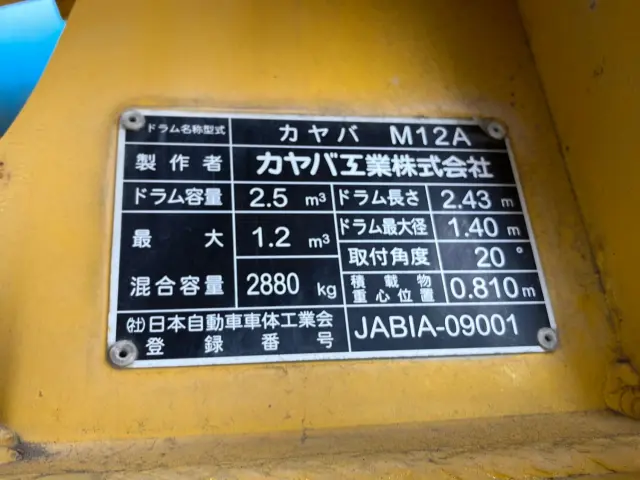 ドラム名称型式 カヤバ M12A
製作者 カヤバ工業株式会社
ドラム容量 2.5 m³ ドラム長さ 2.43 m
最大 1.2 m³ ドラム最大径 1.40 m
取付角度 20°
混合容量 2880 kg 積載物重心位置 0.810 m
㈳日本自動車車体工業会
登録番号 JABIA-09001